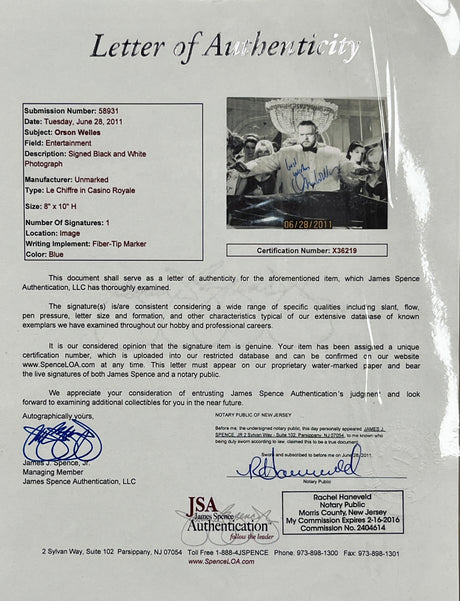 Letter of Authenticity
Submission Number: 58931
Date: Tuesday, June 28, 2011
Subject: Orson Welles
Field: Entertainment
Description: Signed Black and White
Photograph
Manufacturer: Unmarked
Type: Le Chiffre in Casino Royale
Size: 8" x 10" H
Number Of Signatures: 1
Location: Image
Writing Implement: Fiber-Tip Marker
Color: Blue
best
wishes
06/28/2011
Certification Number: X36219
This document shall serve as a letter of authenticity for the aforementioned item, which James Spence
Authentication, LLC has thoroughly examined.
The signature(s) is/are consistent considering a wide range of specific qualities including slant, flow,
pen pressure, letter size and formation, and other characteristics typical of our extensive database of known
exemplars we have examined throughout our hobby and professional careers.
It is our considered opinion that the signature item is genuine. Your item has been assigned a unique
certification number, which is uploaded into our restricted database and can be confirmed on our website
www.SpenceLOA.com at any time. This letter must appear on our proprietary water-marked paper and bear
the live signatures of both James Spence and a notary public.
We appreciate your consideration of entrusting James Spence Authentication's judgment and look
forward to examining additional collectibles for you in the near future.
Autographically yours,
NOTARY PUBLIC OF NEW JERSEY
Before me, the undersigned notary public, this day personally appeared JAMES J.
SPENCE, JR 2 Sylvan Way - Suite 102, Parsippany, NJ 07054, to me known who
being duly sworn according to law, claimed this to be a true document.
Sworn and subscribed to before me on June 28, 2011.
James J. Spence, Jr.
Managing Member
James Spence Authentication, LLC
Notary Public
JSA
James Spence
Authentication
follow the leader
Rachel Haneveld
Notary Public
Morris County, New Jersey
My Commission Expires 2-16-2016
Commission No. 2404614
2 Sylvan Way, Suite 102 Parsippany, NJ 07054 Toll Free 1-888-4JSPENCE Phone: 973-898-1300 Fax: 973-898-1301
www.SpenceLOA.com